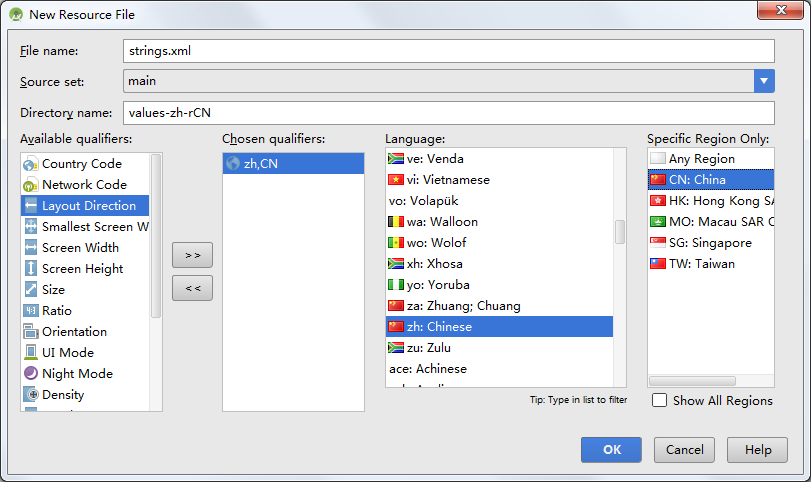 New Resource File
File name:
strings.xml
Source set:
main
Directory name:
values-zh-rCN
Available qualifiers:
Country Code
Network Code
Layout Direction
Smallest Screen W
Screen Width
Screen Height
Size
Ratio
Orientation
UI Mode
Night Mode
Density
>>
<<
Chosen qualifiers:
zh,CN
Language:
ve: Venda
vi: Vietnamese
vo: Volapük
wa: Walloon
wo: Wolof
xh: Xhosa
yo: Yoruba
za: Zhuang; Chuang
zh: Chinese
zu: Zulu
ace: Achinese
Tip: Type in list to filter
Specific Region Only:
Any Region
CN: China
HK: Hong Kong SA
MO: Macau SAR C
SG: Singapore
TW: Taiwan
Show All Regions
OK
Cancel
Help